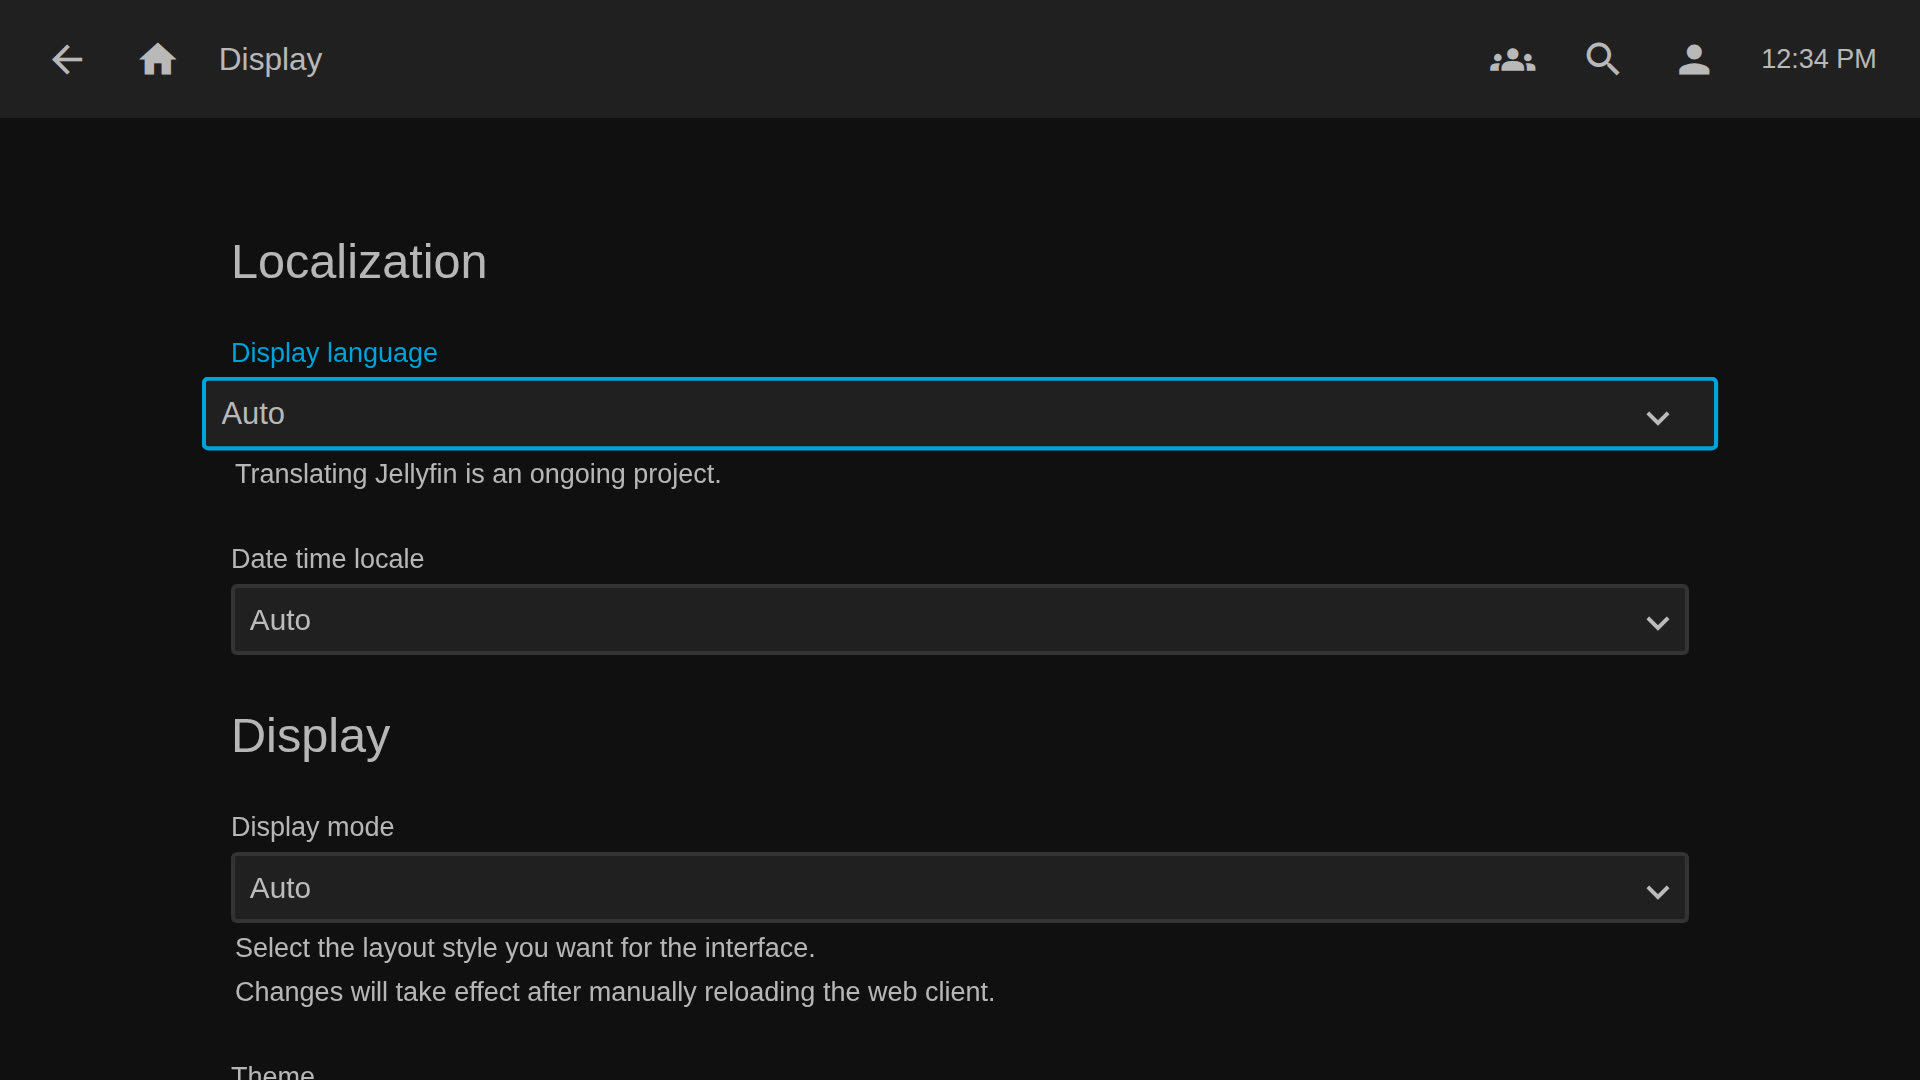 Display
12:34 PM
Localization
Display language
Auto
Translating Jellyfin is an ongoing project.
Date time locale
Auto
Display
Display mode
Auto
Select the layout style you want for the interface.
Changes will take effect after manually reloading the web client.
Theme